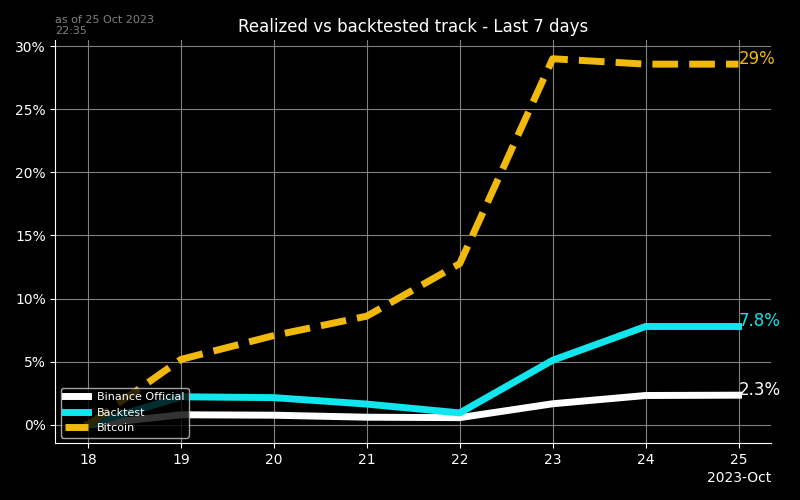 as of 25 Oct 2023
22:35
Realized vs backtested track - Last 7 days
30%
25%
20%
15%
10%
5%
0%
29%
7.8%
2.3%
Binance Official
Backtest
Bitcoin
18 19 20 21 22 23 24 25
2023-Oct